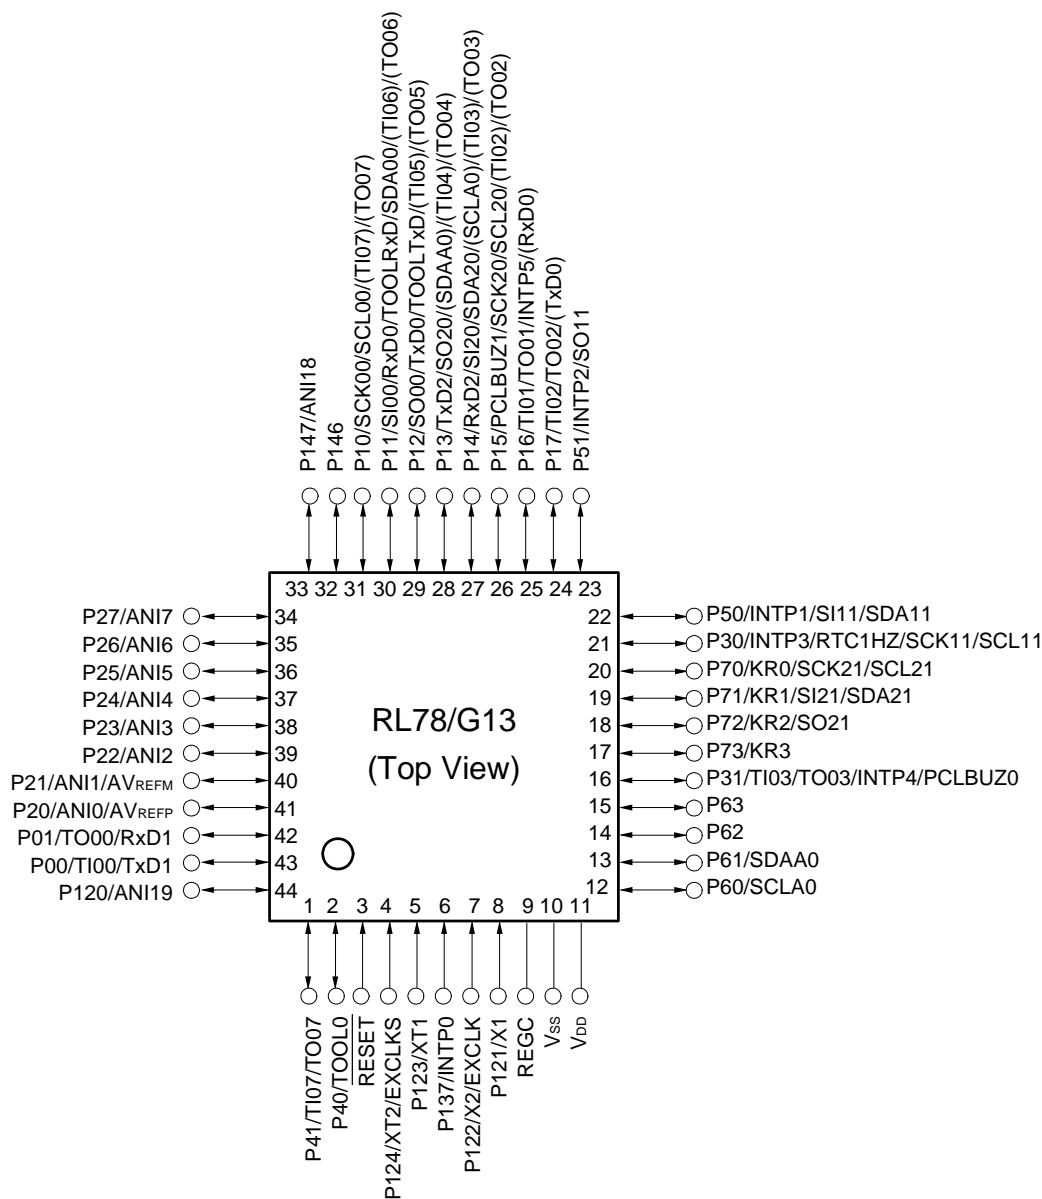 P147/ANI18
P146
P10/SCK00/SCL00/(TI07)/(TO07)
P11/SI00/RxD0/TOOLRxD/SDA00/(TI06)/(TO06)
P12/SO00/TxD0/TOOLTxD/(TI05)/(TO05)
P13/TxD2/SO20/(SDAA0)/(TI04)/(TO04)
P14/RxD2/SI20/SDA20/(SCLA0)/(TI03)/(TO03)
P15/PCLBUZ1/SCK20/SCL20/(TI02)/(TO02)
P16/TI01/TO01/INTP5/(RxD0)
P17/TI02/TO02/(TxD0)
P51/INTP2/SO11
33 32 31 30 29 28 27 26 25 24 23
P27/ANI7 34
P26/ANI6 35
P25/ANI5 36
P24/ANI4 37
P23/ANI3 38
P22/ANI2 39
P21/ANI1/AVREFM 40
P20/ANI0/AVREFP 41
P01/TO00/RxD1 42
P00/TI00/TxD1 43
P120/ANI19 44
RL78/G13
(Top View)
22 P50/INTP1/SI11/SDA11
21 P30/INTP3/RTC1HZ/SCK11/SCL11
20 P70/KR0/SCK21/SCL21
19 P71/KR1/SI21/SDA21
18 P72/KR2/SO21
17 P73/KR3
16 P31/TI03/TO03/INTP4/PCLBUZ0
15 P63
14 P62
13 P61/SDAA0
12 P60/SCLA0
1 2 3 4 5 6 7 8 9 10 11
P41/TI07/TO07
P40/TOOL0
RESET
P124/XT2/EXCLKS
P123/XT1
P137/INTP0
P122/X2/EXCLK
P121/X1
REGC
VSS
VDD